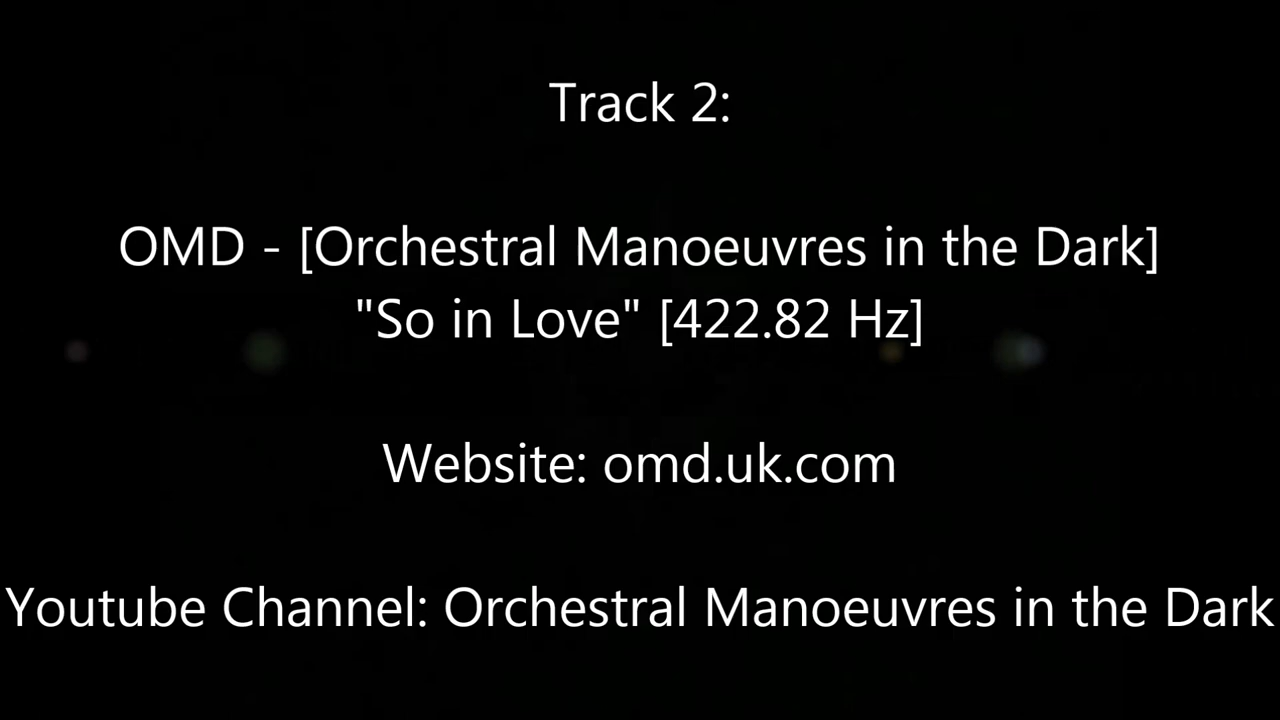 Track 2:
OMD - [Orchestral Manoeuvres in the Dark]
"So in Love" [422.82 Hz]
Website: omd.uk.com
Youtube Channel: Orchestral Manoeuvres in the Dark